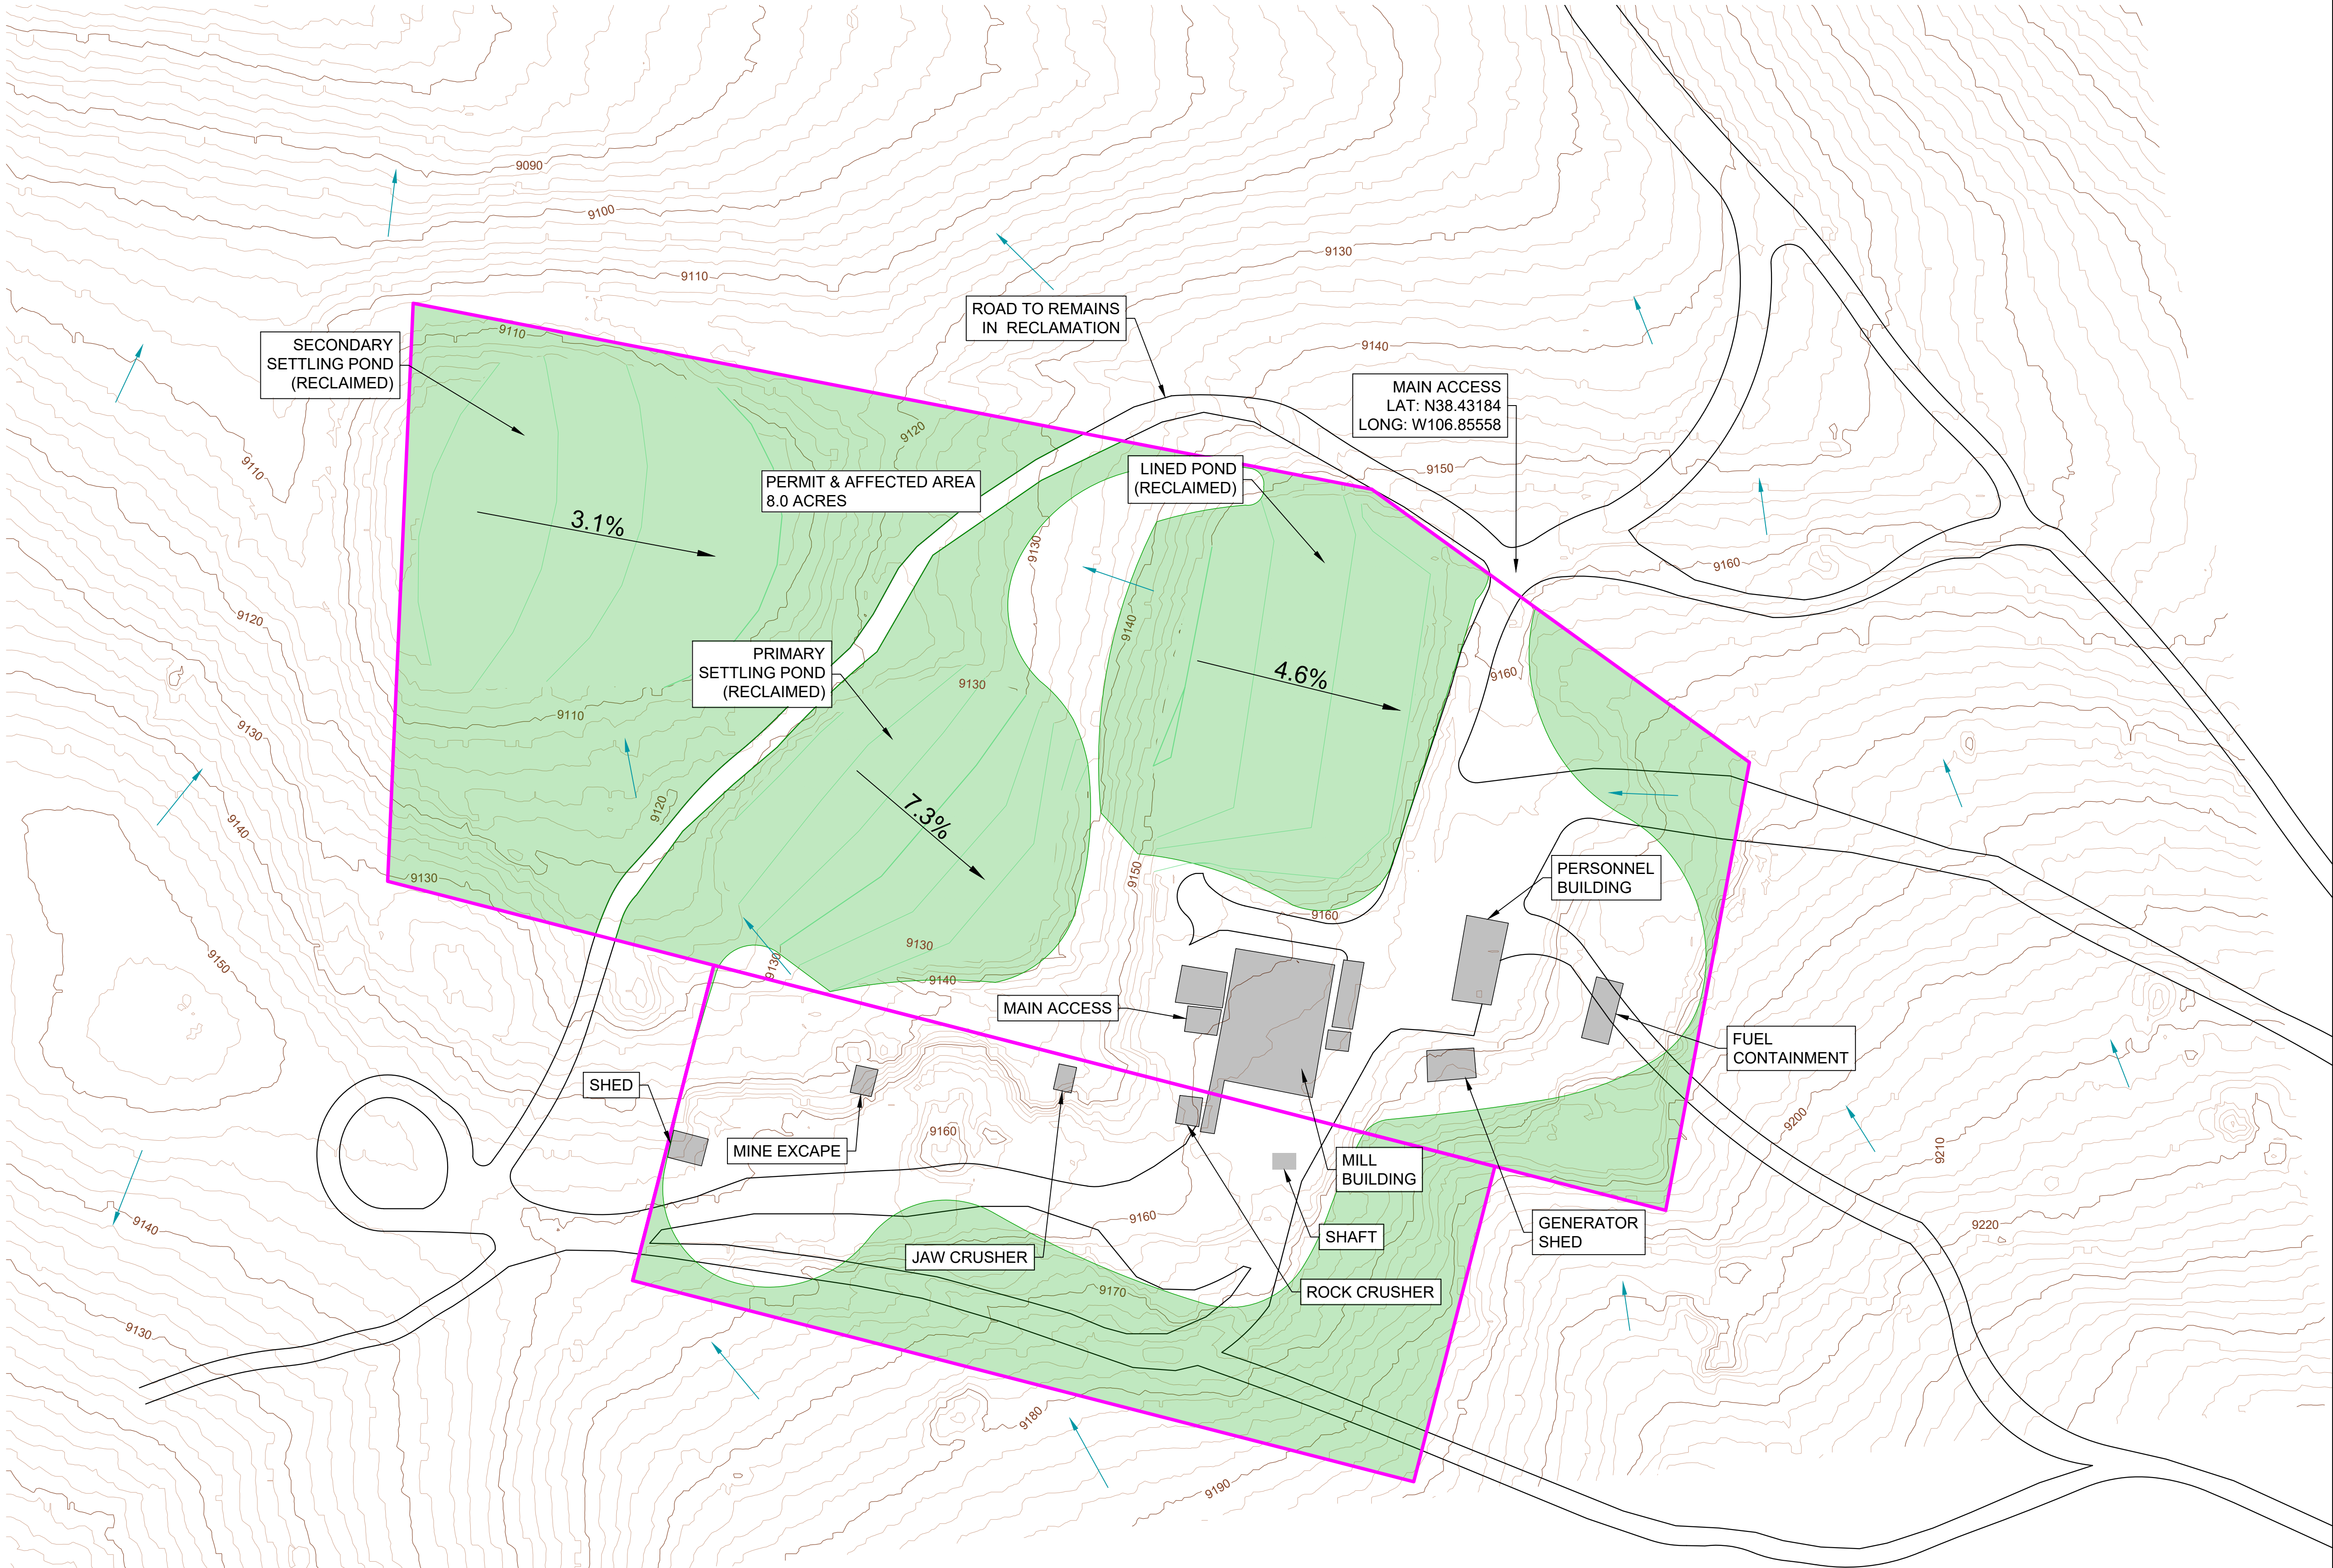 9090
9100
9110
9130
ROAD TO REMAINS
IN RECLAMATION
9110
9140
SECONDARY
SETTLING POND
(RECLAIMED)
MAIN ACCESS
LAT: N38.43184
LONG: W106.85558
9120
9110
9150
LINED POND
(RECLAIMED)
PERMIT & AFFECTED AREA
8.0 ACRES
3.1%
9130
9160
9120
9140
PRIMARY
SETTLING POND
(RECLAIMED)
9130
4.6%
9160
9110
9130
9120
7.3%
9140
9130
9150
PERSONNEL
BUILDING
9160
9130
9150
9130
9140
MAIN ACCESS
FUEL
CONTAINMENT
SHED
9200
9160
MINE EXCAPE
9210
MILL
BUILDING
9140
9160
9220
GENERATOR
SHED
SHAFT
JAW CRUSHER
9170
ROCK CRUSHER
9130
9180
9190